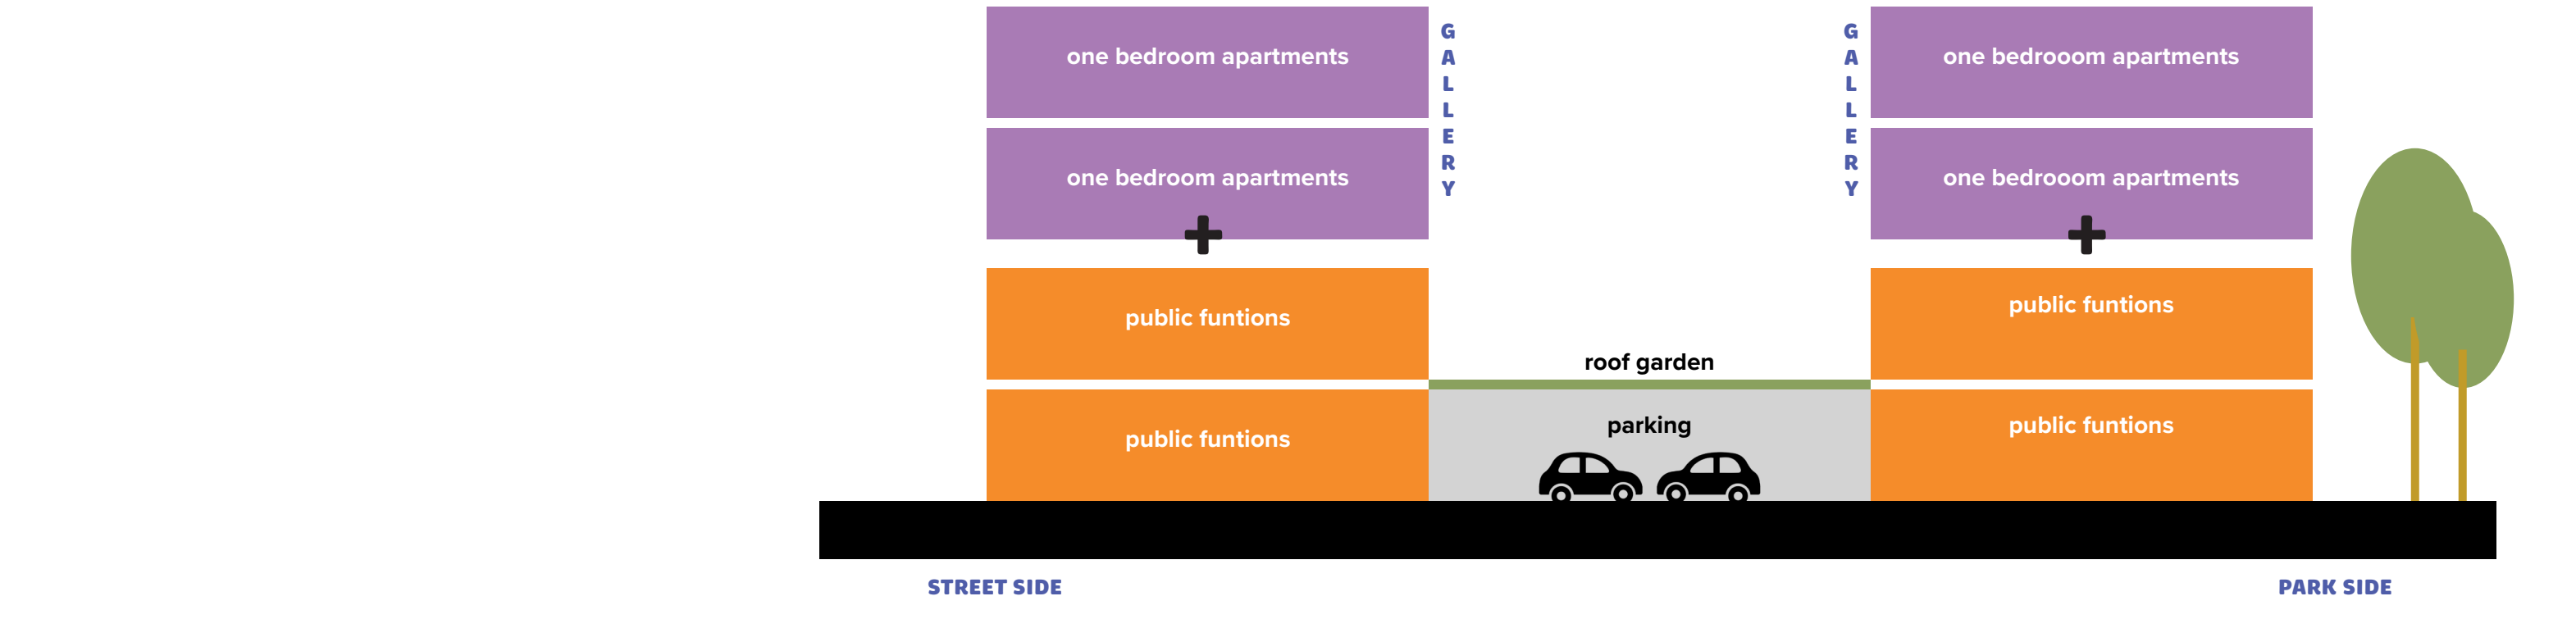 one bedroom apartments
GALLERY
GALLERY
one bedrooom apartments
one bedroom apartments
one bedrooom apartments
public funtions
public funtions
roof garden
public funtions
parking
public funtions
STREET SIDE
PARK SIDE